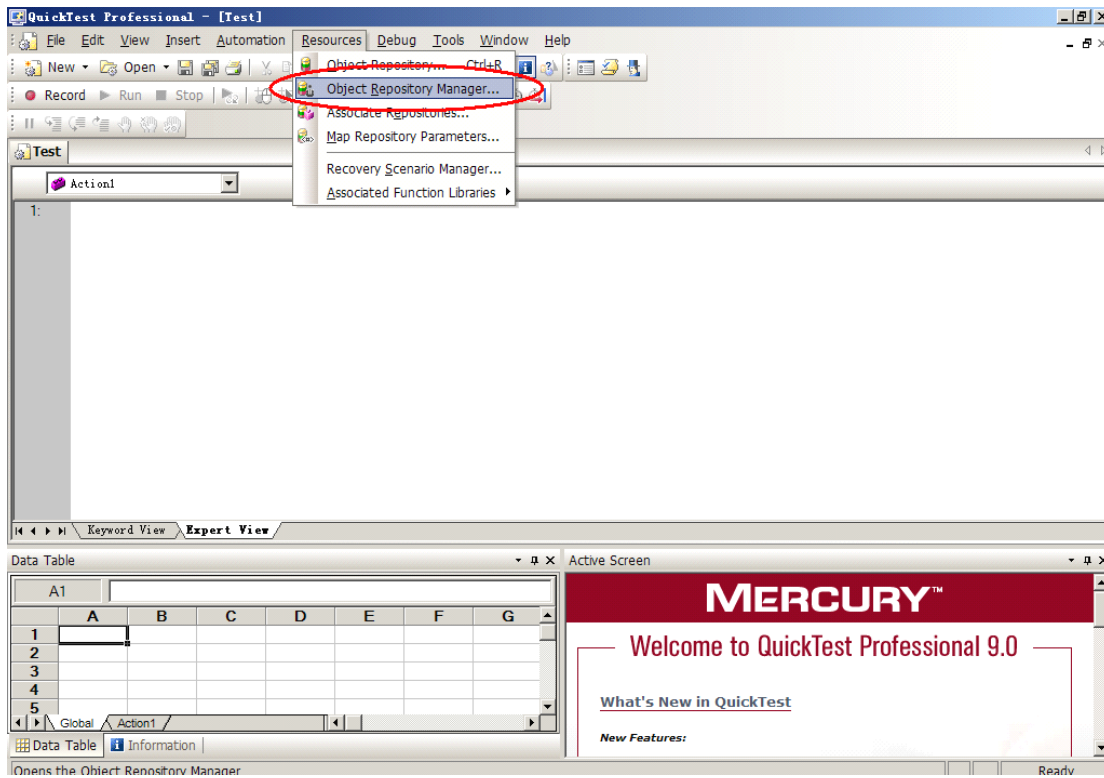 QuickTest Professional - [Test]
File Edit View Insert Automation Resources Debug Tools Window Help
New Open
Object Repository... Ctrl+R
Record Run Stop
Object Repository Manager...
Associate Repositories...
Map Repository Parameters...
Test
Recovery Scenario Manager...
Action1
Associated Function Libraries
1:
Keyword View Expert View
Data Table
Active Screen
A1
MERCURY™
A B C D E F G
1
Welcome to QuickTest Professional 9.0
2
3
4
What's New in QuickTest
5
Global Action1
New Features:
Data Table Information
Opens the Object Repository Manager
Ready